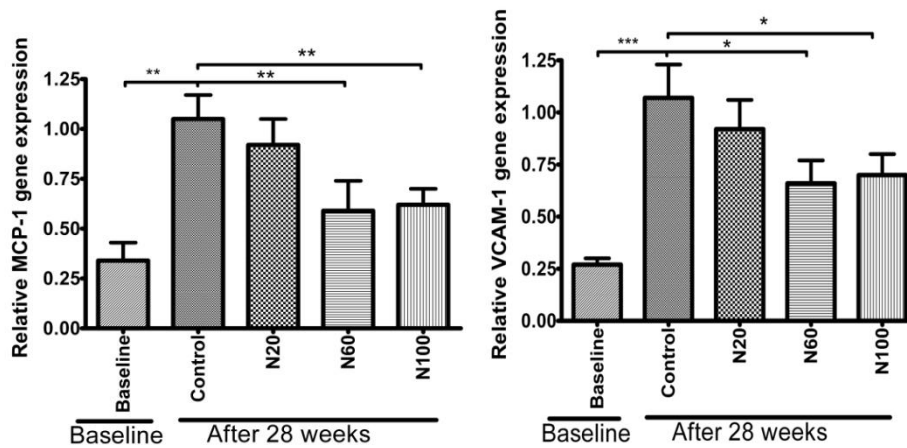 Relative MCP-1 gene expression
1.25
1.00
0.75
0.50
0.25
0.00
**
**
**
Baseline
Control
N20
N60
N100
Baseline
After 28 weeks
Relative VCAM-1 gene expression
1.25
1.00
0.75
0.50
0.25
0.00
***
*
*
Baseline
Control
N20
N60
N100
Baseline
After 28 weeks